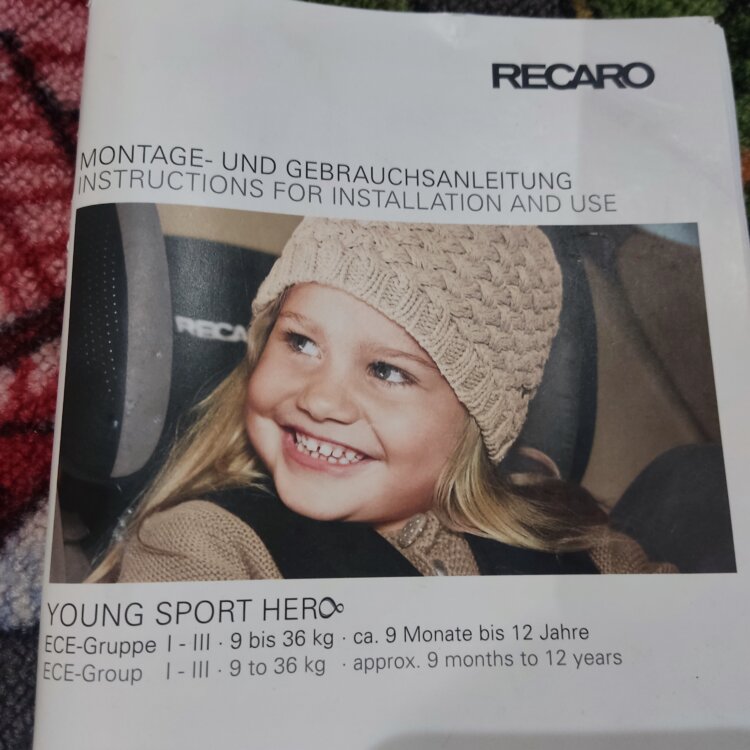 RECARO
MONTAGE- UND GEBRAUCHSANLEITUNG
INSTRUCTIONS FOR INSTALLATION AND USE
RECA
YOUNG SPORT HERO
ECE-Gruppe I - III · 9 bis 36 kg · ca. 9 Monate bis 12 Jahre
ECE-Group I - III · 9 to 36 kg · approx. 9 months to 12 years